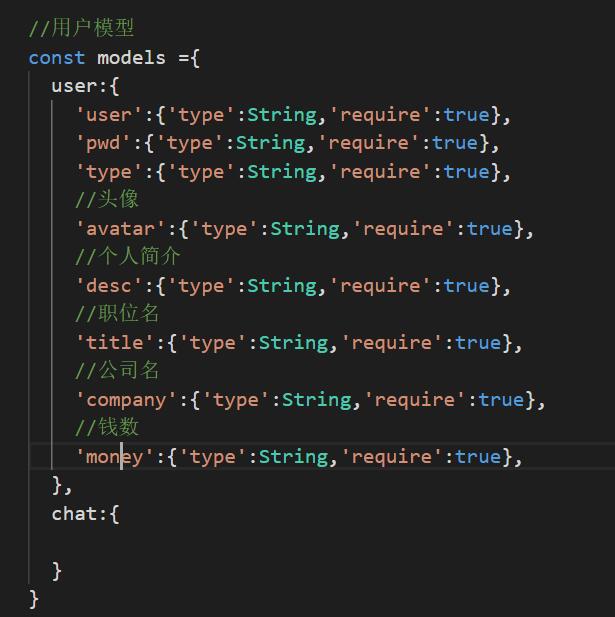 //用户模型
const models ={
user:{
'user':{'type':String,'require':true},
'pwd':{'type':String,'require':true},
'type':{'type':String,'require':true},
//头像
'avatar':{'type':String,'require':true},
//个人简介
'desc':{'type':String,'require':true},
//职位名
'title':{'type':String,'require':true},
//公司名
'company':{'type':String,'require':true},
//钱数
'money':{'type':String,'require':true},
},
chat:{
}
}